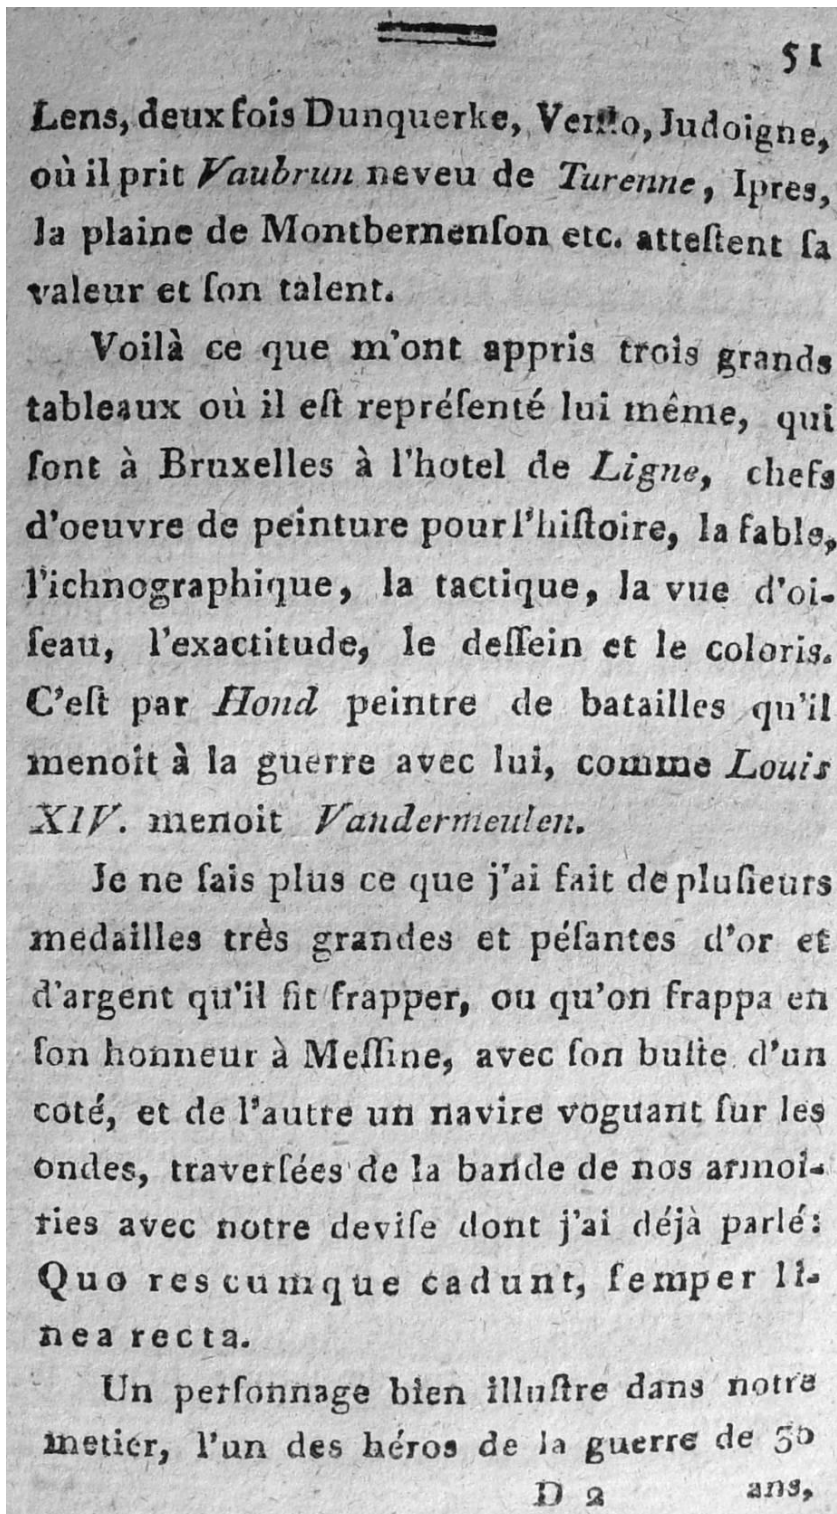 51
Lens, deux fois Dunquerke, Judoigne,
où il prit Vaubrun neveu de Turenne, Ipres,
la plaine de Montbernenſon etc. atteſtent ſa
valeur et ſon talent.
Voilà ce que m'ont appris trois grands
tableaux où il eſt repréſenté lui même, qui
ſont à Bruxelles à l'hotel de Ligne, chefs
d'oeuvre de peinture pour l'hiſtoire, la fable,
l'ichnographique, la tactique, la vue d'oi-
ſeau, l'exactitude, le deſſein et le coloris.
C'eſt par Hond peintre de batailles qu'il
menoit à la guerre avec lui, comme Louis
XIV. menoit Vandermeulen.
Je ne ſais plus ce que j'ai fait de pluſieurs
medailles très grandes et péſantes d'or et
d'argent qu'il fit frapper, ou qu'on frappa en
ſon honneur à Meſſine, avec ſon buſte d'un
coté, et de l'autre un navire voguant ſur les
ondes, traverſées de la bande de nos armoi-
ries avec notre deviſe dont j'ai déjà parlé:
Quo res cumque cadunt, ſemper li-
nea recta.
Un perſonnage bien illuſtre dans notre
metier, l'un des héros de la guerre de 30
D 2 ans,